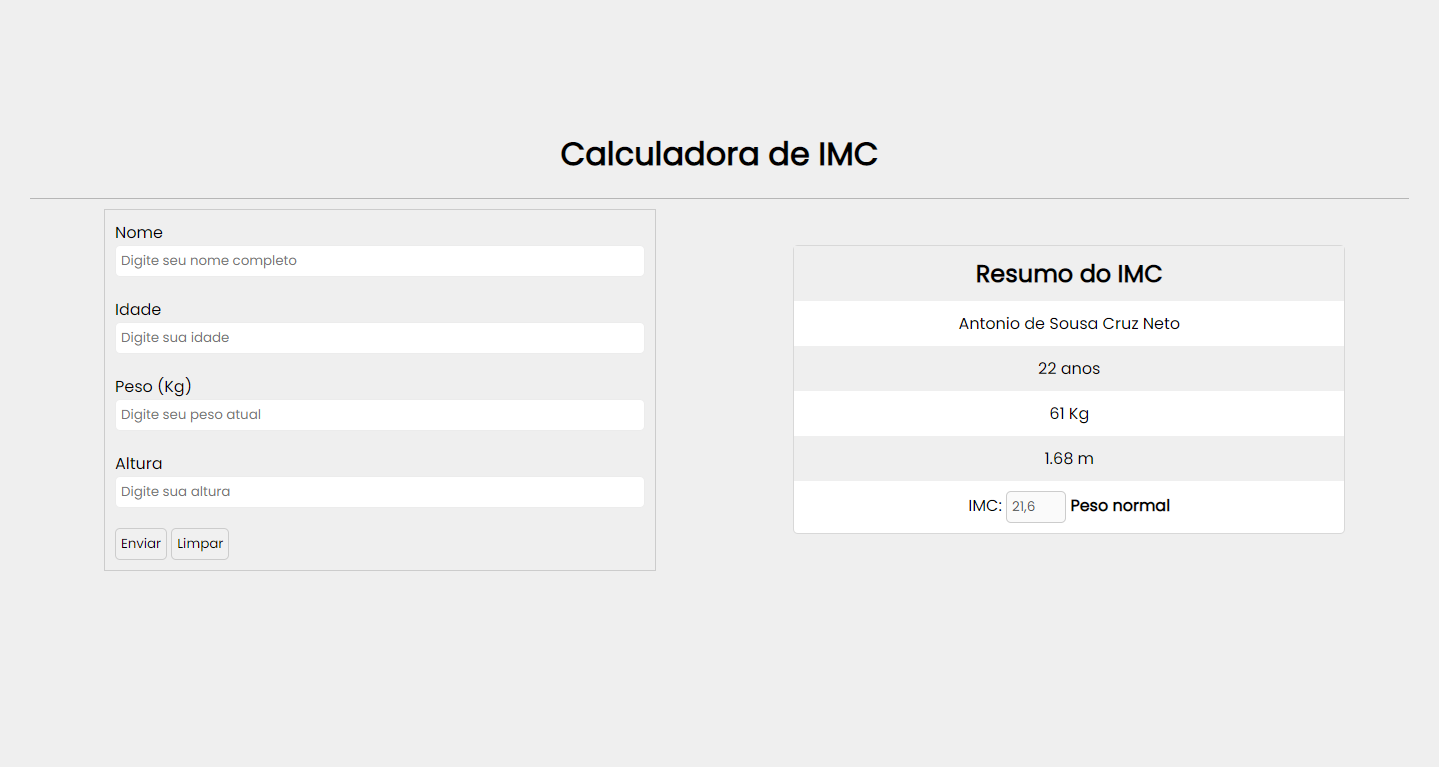 Calculadora de IMC
Nome
Digite seu nome completo
Idade
Digite sua idade
Peso (Kg)
Digite seu peso atual
Altura
Digite sua altura
Enviar Limpar
Resumo do IMC
Antonio de Sousa Cruz Neto
22 anos
61 Kg
1.68 m
IMC: 21,6 Peso normal